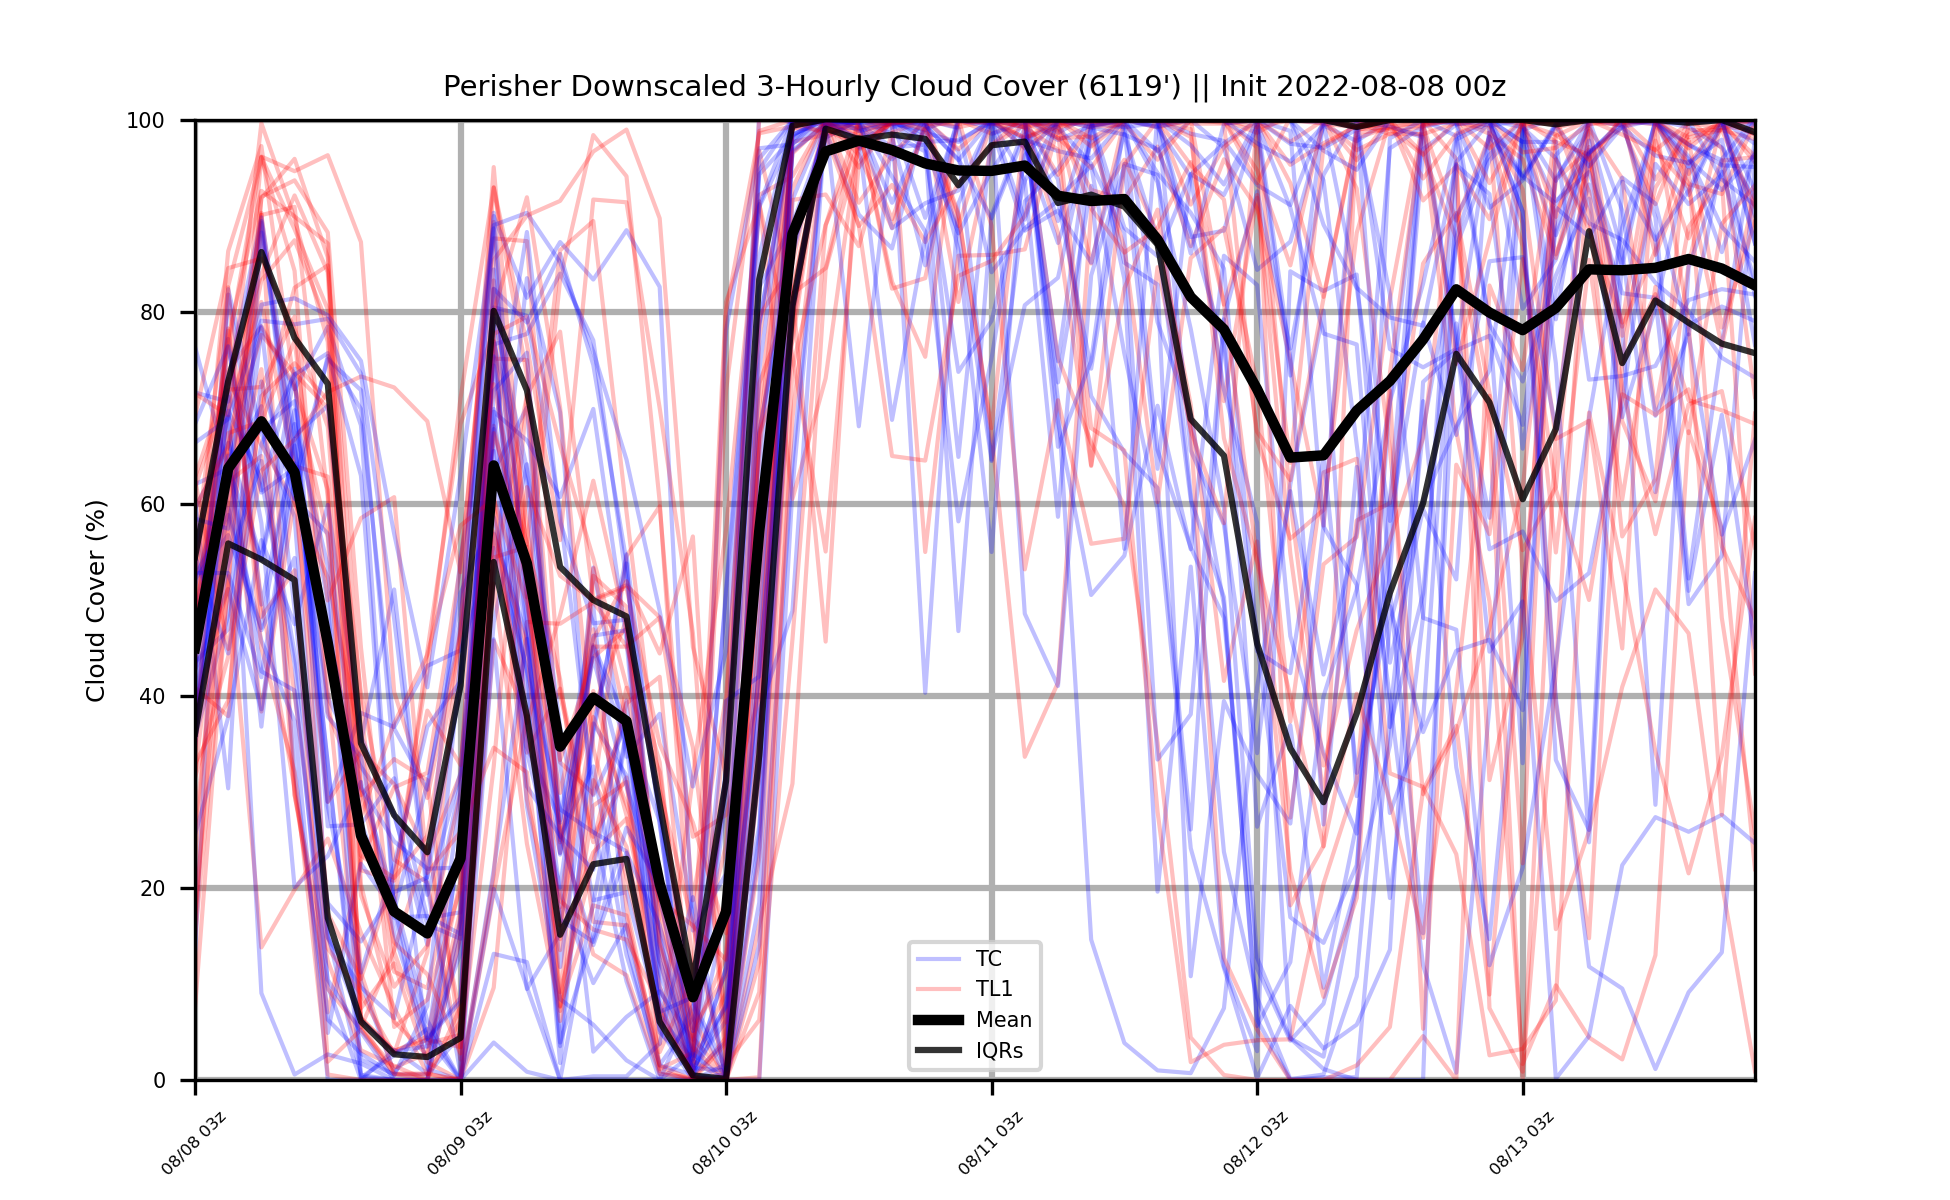 Perisher Downscaled 3-Hourly Cloud Cover (6119') || Init 2022-08-08 00z
Cloud Cover (%)
100
80
60
40
20
0
TC
TL1
Mean
IQRs
08/08 03z
08/09 03z
08/10 03z
08/11 03z
08/12 03z
08/13 03z